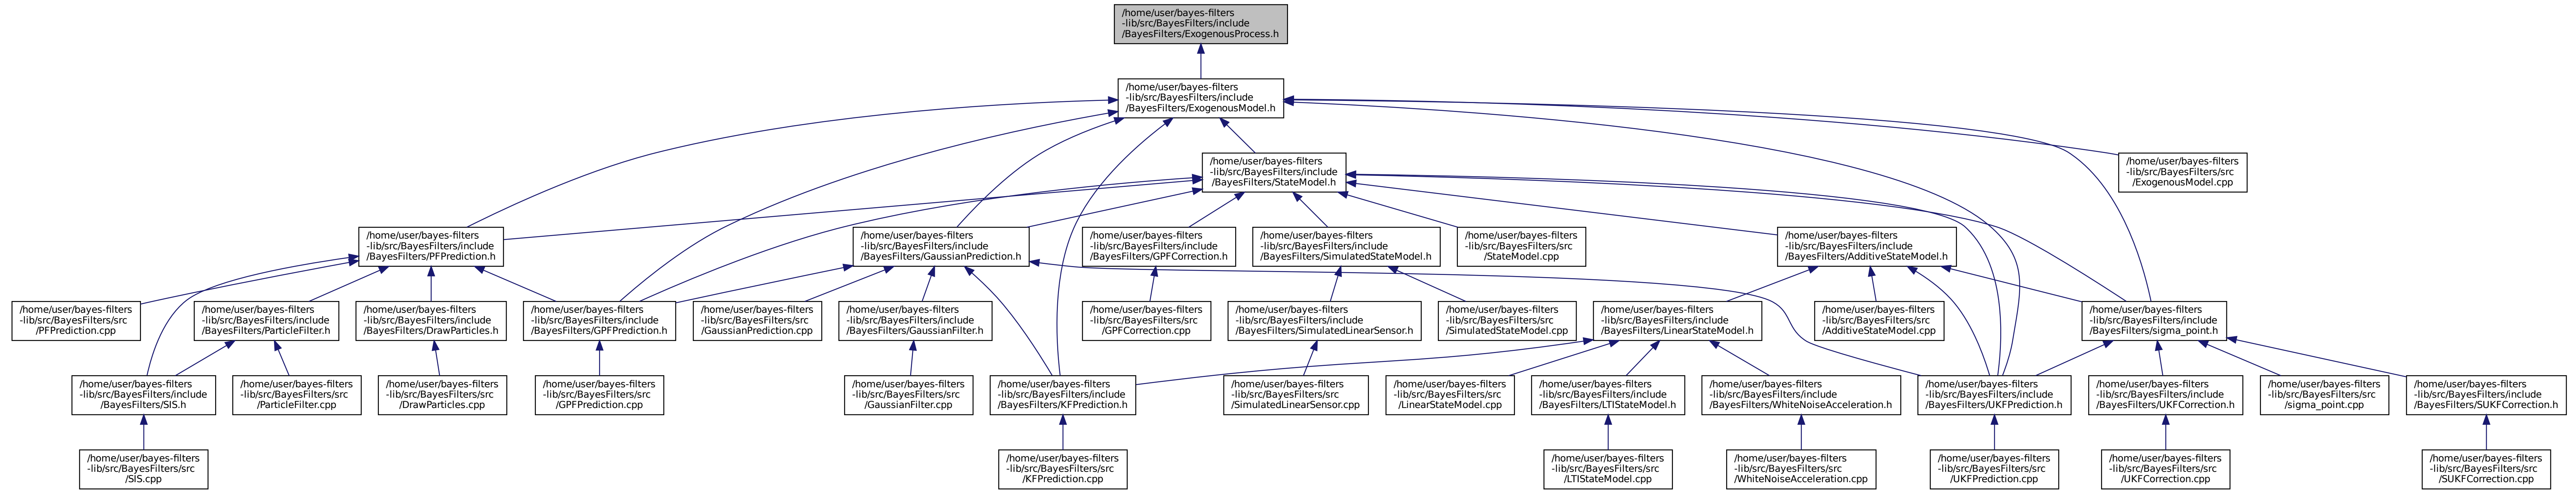 /home/user/bayes-filters
-lib/src/BayesFilters/include
/BayesFilters/ExogenousProcess.h
/home/user/bayes-filters
-lib/src/BayesFilters/include
/BayesFilters/ExogenousModel.h
/home/user/bayes-filters
-lib/src/BayesFilters/include
/BayesFilters/StateModel.h
/home/user/bayes-filters
-lib/src/BayesFilters/src
/ExogenousModel.cpp
/home/user/bayes-filters
-lib/src/BayesFilters/include
/BayesFilters/PFPrediction.h
/home/user/bayes-filters
-lib/src/BayesFilters/include
/BayesFilters/GaussianPrediction.h
/home/user/bayes-filters
-lib/src/BayesFilters/include
/BayesFilters/GPFCorrection.h
/home/user/bayes-filters
-lib/src/BayesFilters/include
/BayesFilters/SimulatedStateModel.h
/home/user/bayes-filters
-lib/src/BayesFilters/src
/StateModel.cpp
/home/user/bayes-filters
-lib/src/BayesFilters/include
/BayesFilters/AdditiveStateModel.h
/home/user/bayes-filters
-lib/src/BayesFilters/src
/PFPrediction.cpp
/home/user/bayes-filters
-lib/src/BayesFilters/include
/BayesFilters/ParticleFilter.h
/home/user/bayes-filters
-lib/src/BayesFilters/include
/BayesFilters/DrawParticles.h
/home/user/bayes-filters
-lib/src/BayesFilters/include
/BayesFilters/GPFPrediction.h
/home/user/bayes-filters
-lib/src/BayesFilters/src
/GaussianPrediction.cpp
/home/user/bayes-filters
-lib/src/BayesFilters/include
/BayesFilters/GaussianFilter.h
/home/user/bayes-filters
-lib/src/BayesFilters/src
/GPFCorrection.cpp
/home/user/bayes-filters
-lib/src/BayesFilters/include
/BayesFilters/SimulatedLinearSensor.h
/home/user/bayes-filters
-lib/src/BayesFilters/src
/SimulatedStateModel.cpp
/home/user/bayes-filters
-lib/src/BayesFilters/include
/BayesFilters/LinearStateModel.h
/home/user/bayes-filters
-lib/src/BayesFilters/src
/AdditiveStateModel.cpp
/home/user/bayes-filters
-lib/src/BayesFilters/include
/BayesFilters/sigma_point.h
/home/user/bayes-filters
-lib/src/BayesFilters/include
/BayesFilters/SIS.h
/home/user/bayes-filters
-lib/src/BayesFilters/src
/ParticleFilter.cpp
/home/user/bayes-filters
-lib/src/BayesFilters/src
/DrawParticles.cpp
/home/user/bayes-filters
-lib/src/BayesFilters/src
/GPFPrediction.cpp
/home/user/bayes-filters
-lib/src/BayesFilters/src
/GaussianFilter.cpp
/home/user/bayes-filters
-lib/src/BayesFilters/include
/BayesFilters/KFPrediction.h
/home/user/bayes-filters
-lib/src/BayesFilters/src
/SimulatedLinearSensor.cpp
/home/user/bayes-filters
-lib/src/BayesFilters/src
/LinearStateModel.cpp
/home/user/bayes-filters
-lib/src/BayesFilters/include
/BayesFilters/LTIStateModel.h
/home/user/bayes-filters
-lib/src/BayesFilters/include
/BayesFilters/WhiteNoiseAcceleration.h
/home/user/bayes-filters
-lib/src/BayesFilters/include
/BayesFilters/UKFPrediction.h
/home/user/bayes-filters
-lib/src/BayesFilters/include
/BayesFilters/UKFCorrection.h
/home/user/bayes-filters
-lib/src/BayesFilters/src
/sigma_point.cpp
/home/user/bayes-filters
-lib/src/BayesFilters/include
/BayesFilters/SUKFCorrection.h
/home/user/bayes-filters
-lib/src/BayesFilters/src
/SIS.cpp
/home/user/bayes-filters
-lib/src/BayesFilters/src
/KFPrediction.cpp
/home/user/bayes-filters
-lib/src/BayesFilters/src
/LTIStateModel.cpp
/home/user/bayes-filters
-lib/src/BayesFilters/src
/WhiteNoiseAcceleration.cpp
/home/user/bayes-filters
-lib/src/BayesFilters/src
/UKFPrediction.cpp
/home/user/bayes-filters
-lib/src/BayesFilters/src
/UKFCorrection.cpp
/home/user/bayes-filters
-lib/src/BayesFilters/src
/SUKFCorrection.cpp